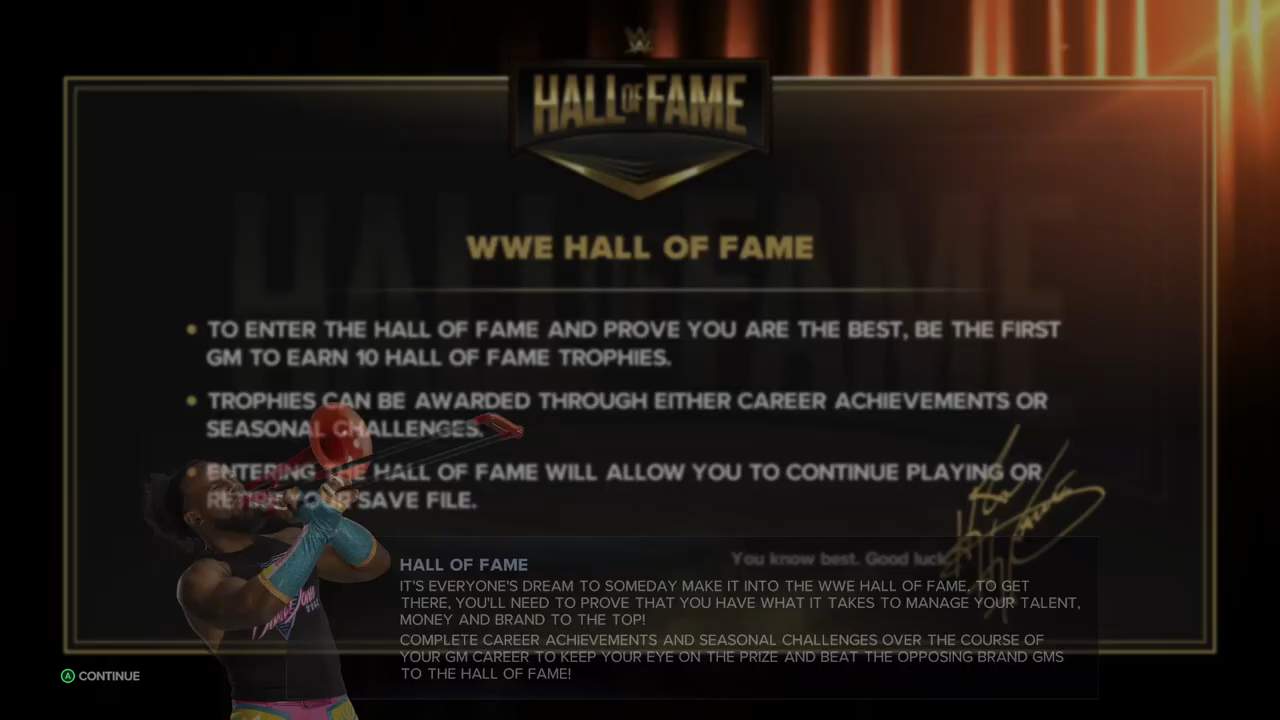 HALL OF FAME
WWE HALL OF FAME
TO ENTER THE HALL OF FAME AND PROVE YOU ARE THE BEST, BE THE FIRST
GM TO EARN 10 HALL OF FAME TROPHIES.
TROPHIES CAN BE AWARDED THROUGH EITHER CAREER ACHIEVEMENTS OR
SEASONAL CHALLENGES.
ENTERING THE HALL OF FAME WILL ALLOW YOU TO CONTINUE PLAYING OR
RETIRE YOUR SAVE FILE.
You know best. Good luck
HALL OF FAME
IT'S EVERYONE'S DREAM TO SOMEDAY MAKE IT INTO THE WWE HALL OF FAME. TO GET
THERE, YOU'LL NEED TO PROVE THAT YOU HAVE WHAT IT TAKES TO MANAGE YOUR TALENT,
MONEY AND BRAND TO THE TOP!
COMPLETE CAREER ACHIEVEMENTS AND SEASONAL CHALLENGES OVER THE COURSE OF
YOUR GM CAREER TO KEEP YOUR EYE ON THE PRIZE AND BEAT THE OPPOSING BRAND GMS
TO THE HALL OF FAME!
A CONTINUE